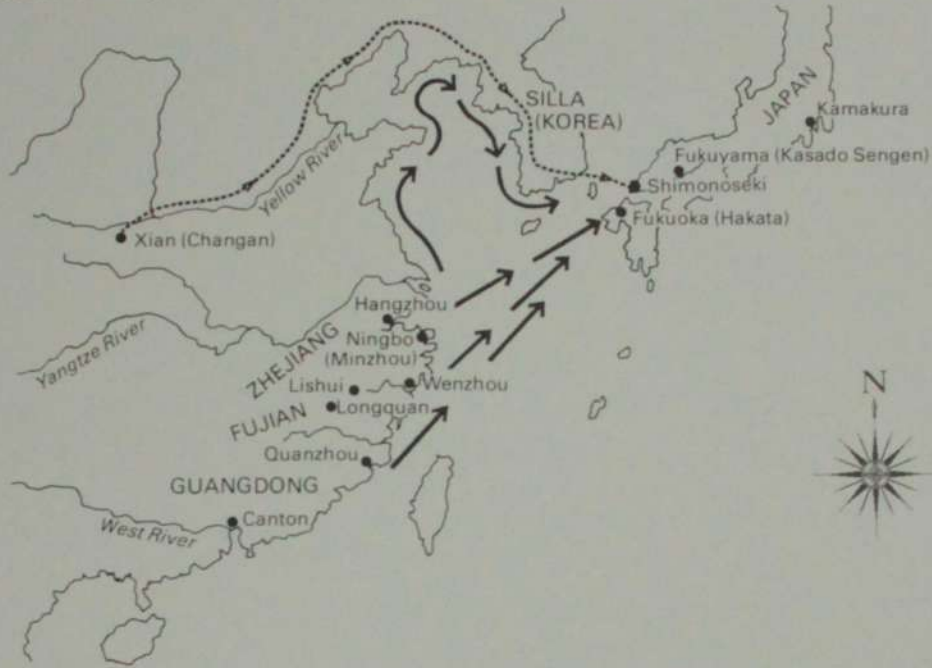 SILLA
(KOREA)
JAPAN
Kamakura
Fukuyama (Kasado Sengen)
Shimonoseki
Fukuoka (Hakata)
Yellow River
Xian (Changan)
Hangzhou
Ningbo
(Minzhou)
Yangtze River
ZHEJIANG
Lishui
Wenzhou
Longquan
FUJIAN
Quanzhou
GUANGDONG
Canton
West River
N